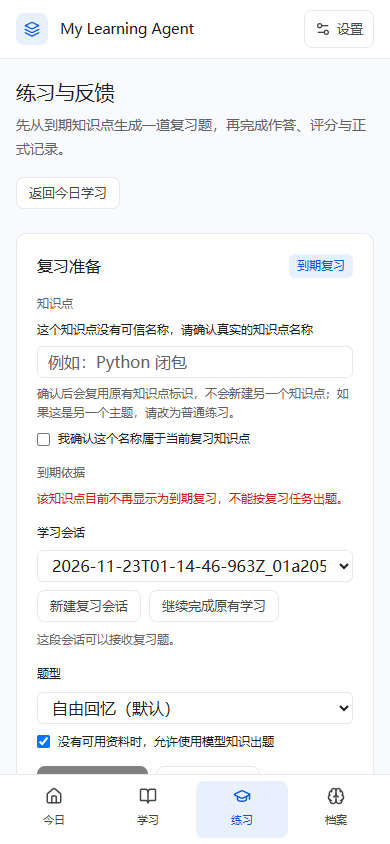 My Learning Agent
设置
练习与反馈
先从到期知识点生成一道复习题，再完成作答、评分与正
式记录。
返回今日学习
复习准备
到期复习
知识点
这个知识点没有可信名称，请确认真实的知识点名称
例如：Python 闭包
确认后会复用原有知识点标识，不会新建另一个知识点；如
果这是另一个主题，请改为普通练习。
我确认这个名称属于当前复习知识点
到期依据
该知识点目前不再显示为到期复习，不能按复习任务出题。
学习会话
2026-11-23T01-14-46-963Z_01a205
新建复习会话
继续完成原有学习
这段会话可以接收复习题。
题型
自由回忆（默认）
没有可用资料时，允许使用模型知识出题
今日
学习
练习
档案